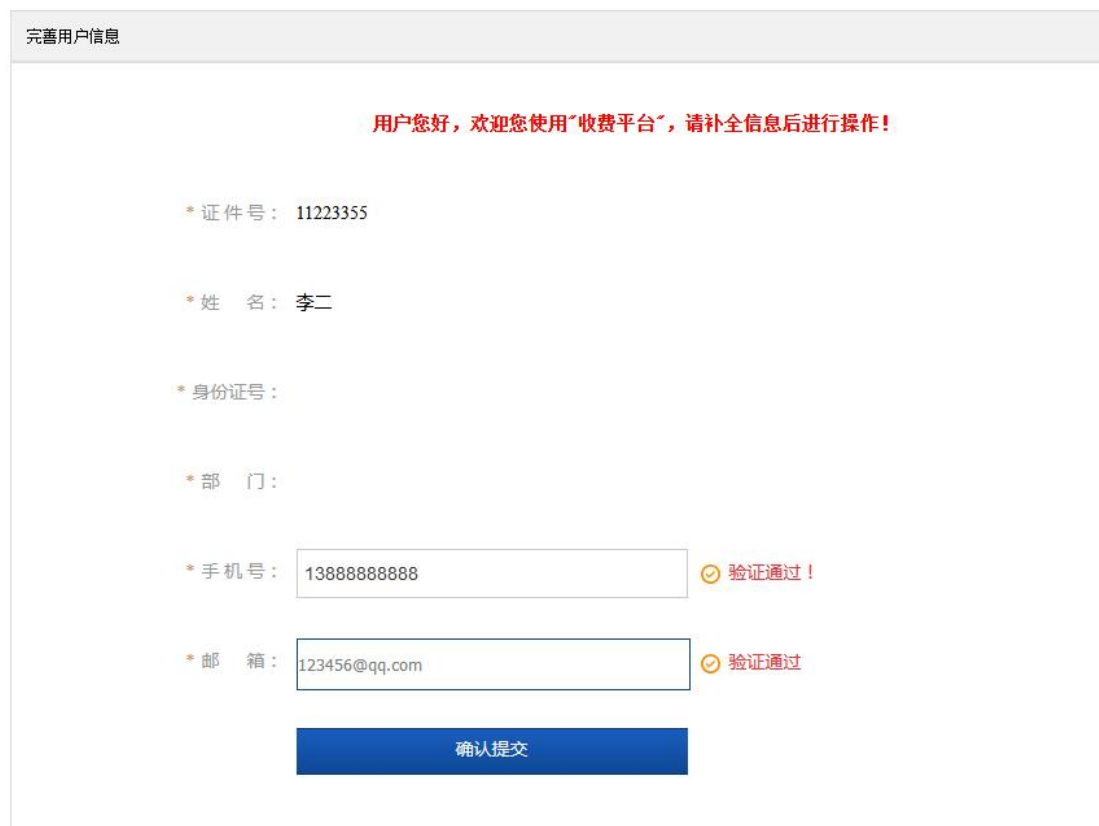 完善用户信息
用户您好，欢迎您使用"收费平台"，请补全信息后进行操作！
* 证件号： 11223355
* 姓 名： 李二
* 身份证号：
* 部 门：
* 手机号： 13888888888 验证通过！
* 邮 箱： 123456@qq.com 验证通过
确认提交